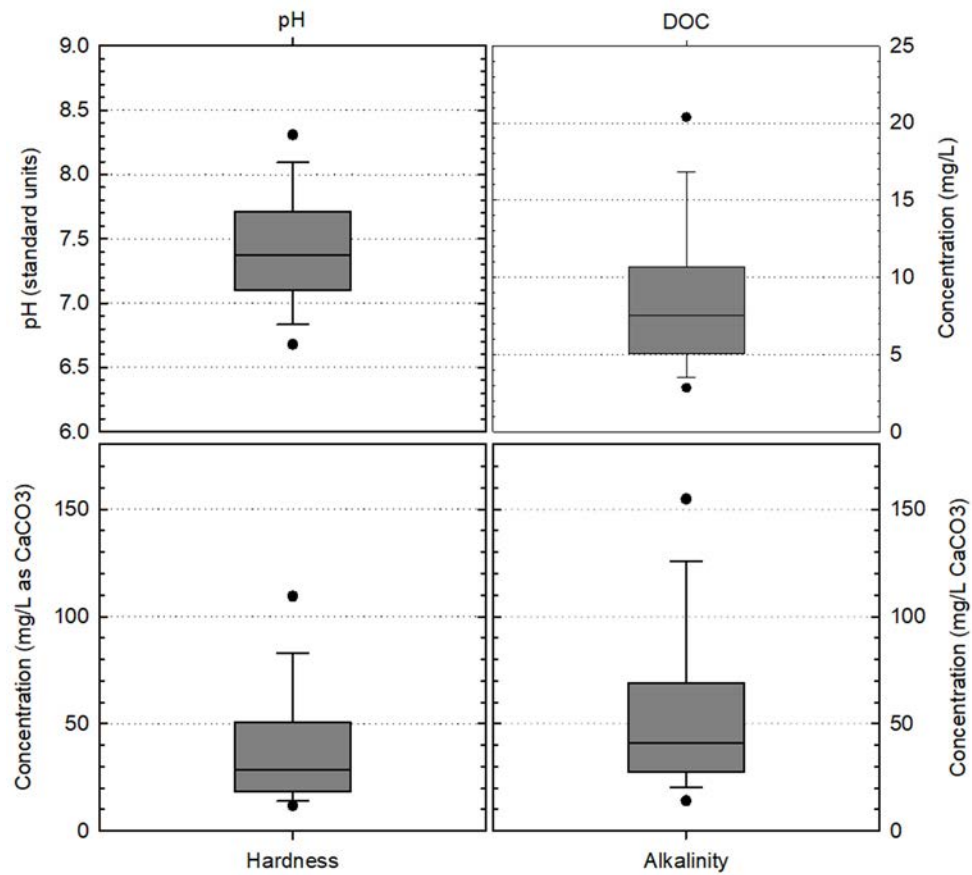 pH
DOC
pH (standard units)
9.0
8.5
8.0
7.5
7.0
6.5
6.0
25
20
15
10
5
0
Concentration (mg/L)
Concentration (mg/L as CaCO3)
150
100
50
0
150
100
50
0
Concentration (mg/L CaCO3)
Hardness
Alkalinity